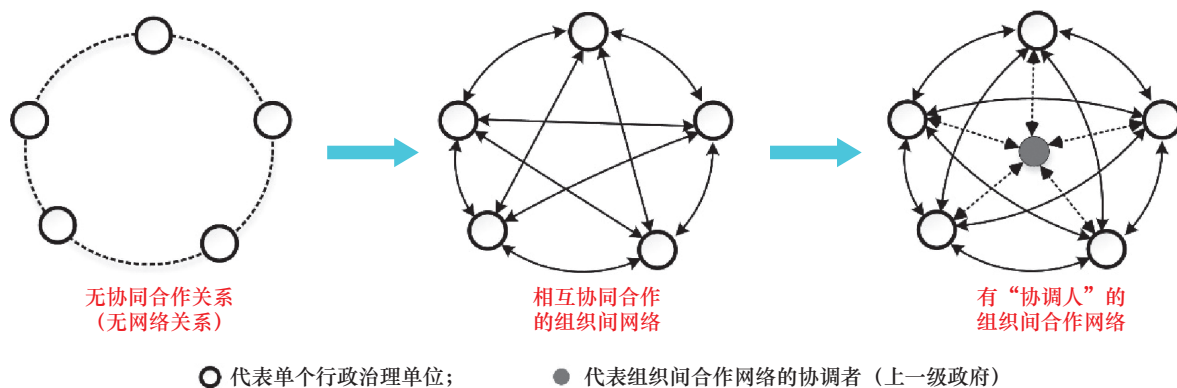 无协同合作关系
（无网络关系）
相互协同合作
的组织间网络
有“协调人”的
组织间合作网络
代表单个行政治理单位；
代表组织间合作网络的协调者（上一级政府）